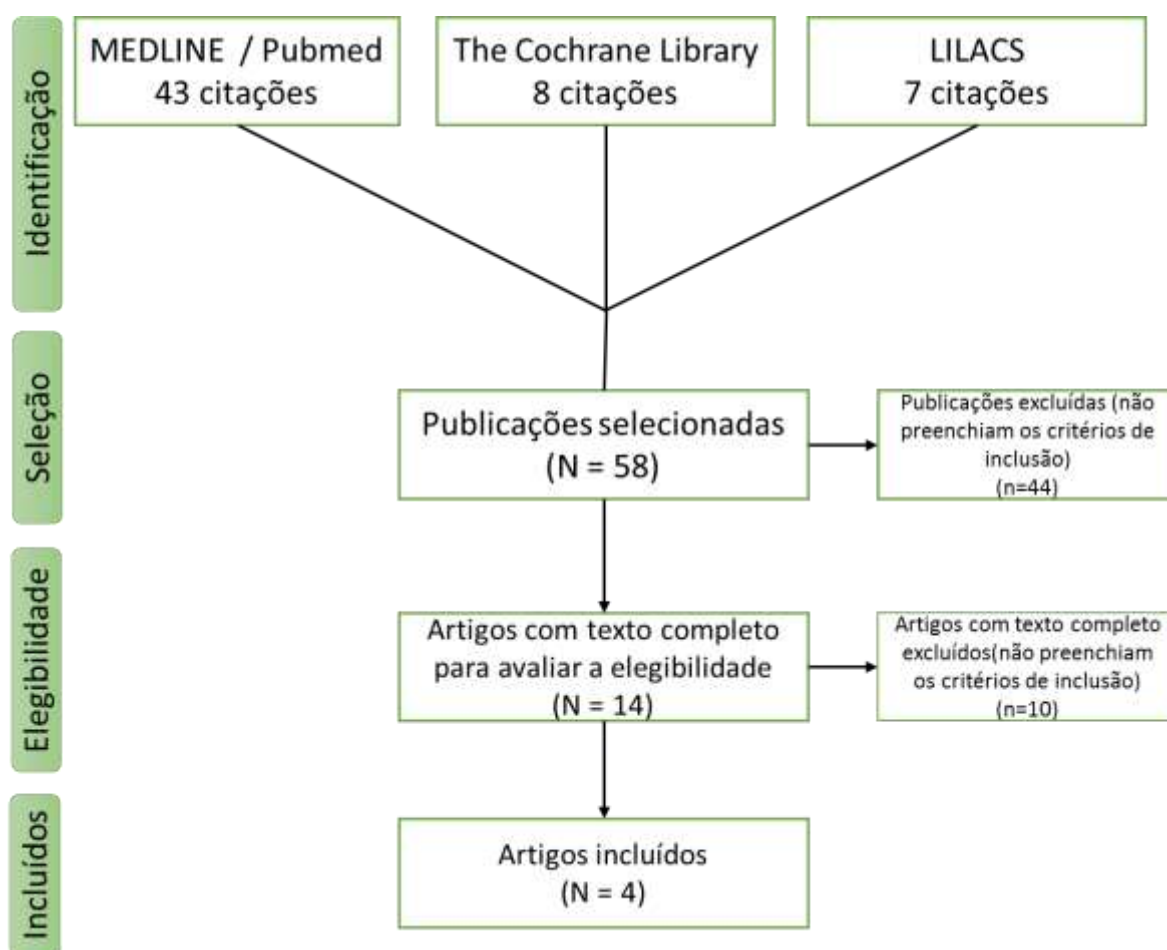 Identificação
MEDLINE / Pubmed
43 citações
The Cochrane Library
8 citações
LILACS
7 citações
Seleção
Publicações selecionadas
(N = 58)
Publicações excluídas (não
preenchiam os critérios de
inclusão)
(n=44)
Elegibilidade
Artigos com texto completo
para avaliar a elegibilidade
(N = 14)
Artigos com texto completo
excluídos(não preenchiam
os critérios de inclusão)
(n=10)
Incluídos
Artigos incluídos
(N = 4)